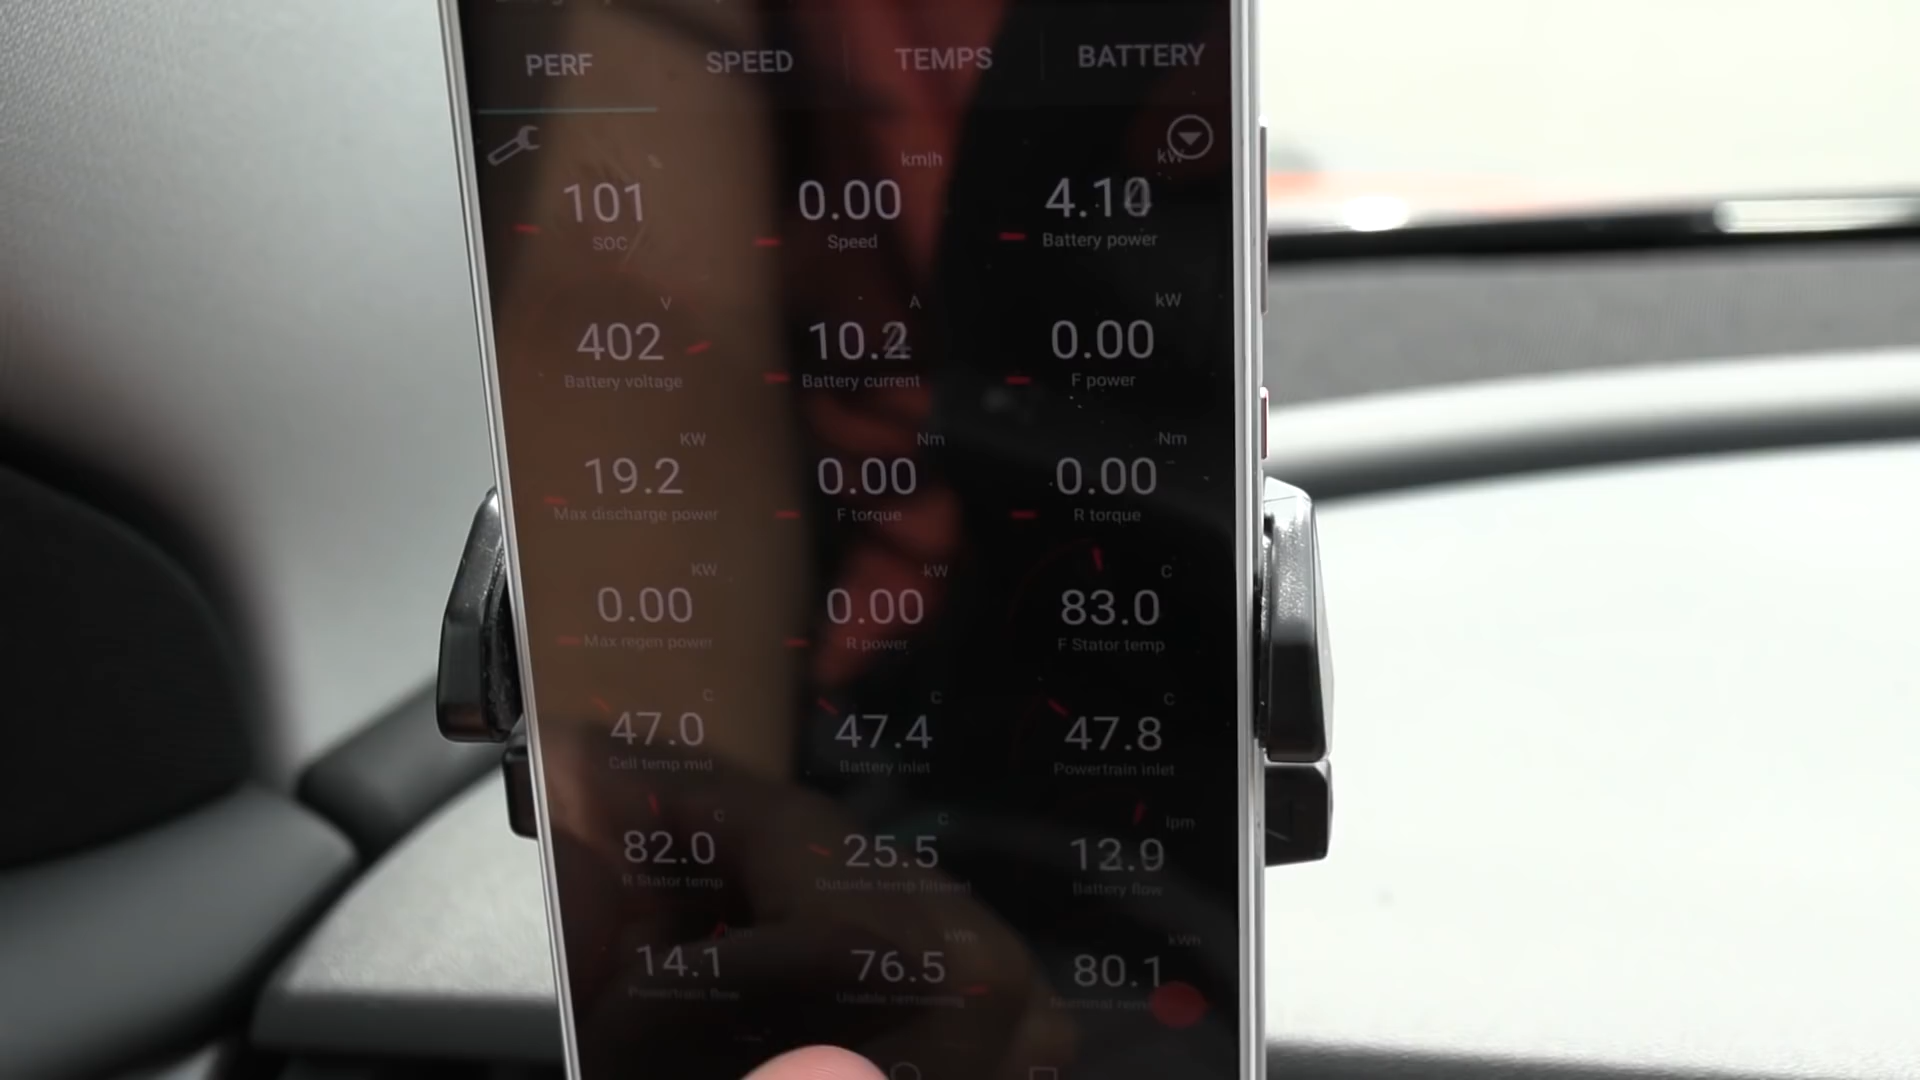 PERF SPEED TEMPS BATTERY
km|h kW
101 0.00 4.10
SOC Speed Battery power
V A kW
402 10.2 0.00
Battery voltage Battery current F power
KW Nm Nm
19.2 0.00 0.00
Max discharge power F torque R torque
KW kW C
0.00 0.00 83.0
Max regen power R power F Stator temp
C C C
47.0 47.4 47.8
Cell temp mid Battery inlet Powertrain inlet
C C lpm
82.0 25.5 12.9
R Stator temp Outside temp filtered Battery flow
lpm kWh kWh
14.1 76.5 80.1
Powertrain flow Usable remaining Nominal